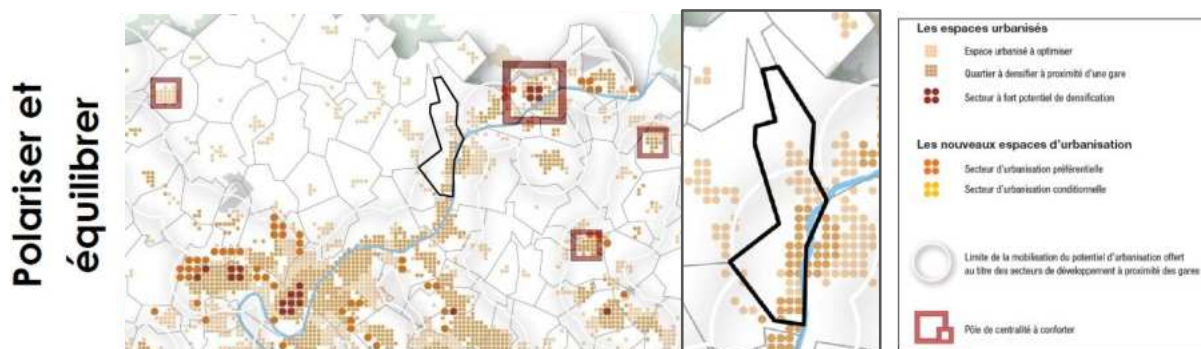 Polariser et
équilibrer
Les espaces urbanisés
Espace urbanisé à optimiser
Quartier à densifier à proximité d'une gare
Secteur à fort potentiel de densification
Les nouveaux espaces d'urbanisation
Secteur d'urbanisation préférentielle
Secteur d'urbanisation conditionnelle
Limite de la mobilisation du potentiel d'urbanisation offert
au titre des secteurs de développement à proximité des gares
Pôle de centralité à conforter